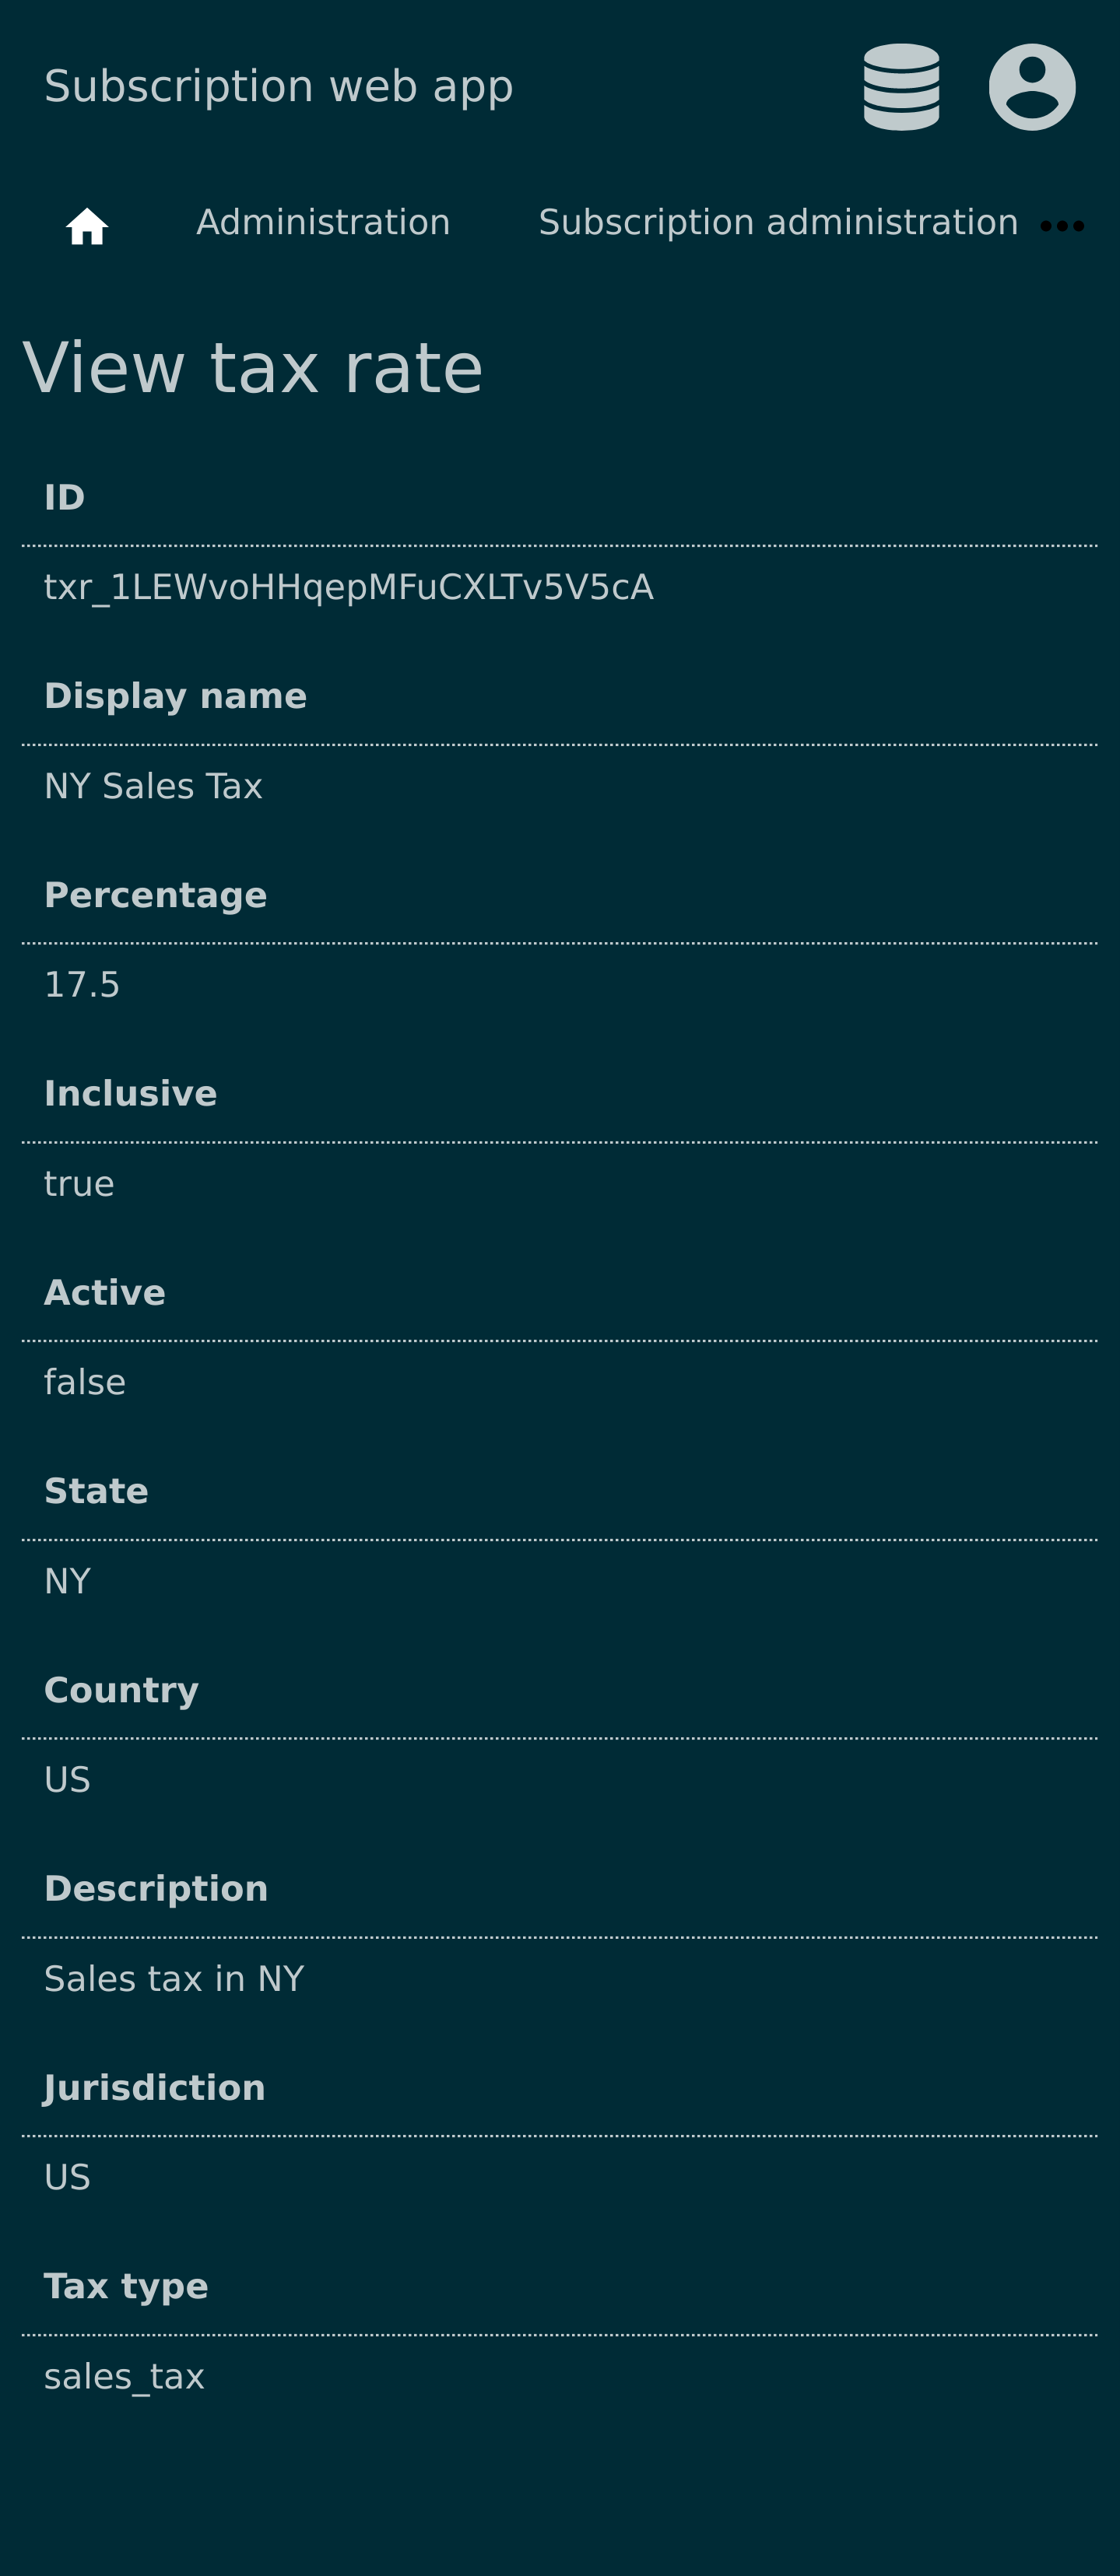 Subscription web app
Administration Subscription administration
View tax rate
ID
txr_1LEWvoHHqepMFuCXLTv5V5cA
Display name
NY Sales Tax
Percentage
17.5
Inclusive
true
Active
false
State
NY
Country
US
Description
Sales tax in NY
Jurisdiction
US
Tax type
sales_tax